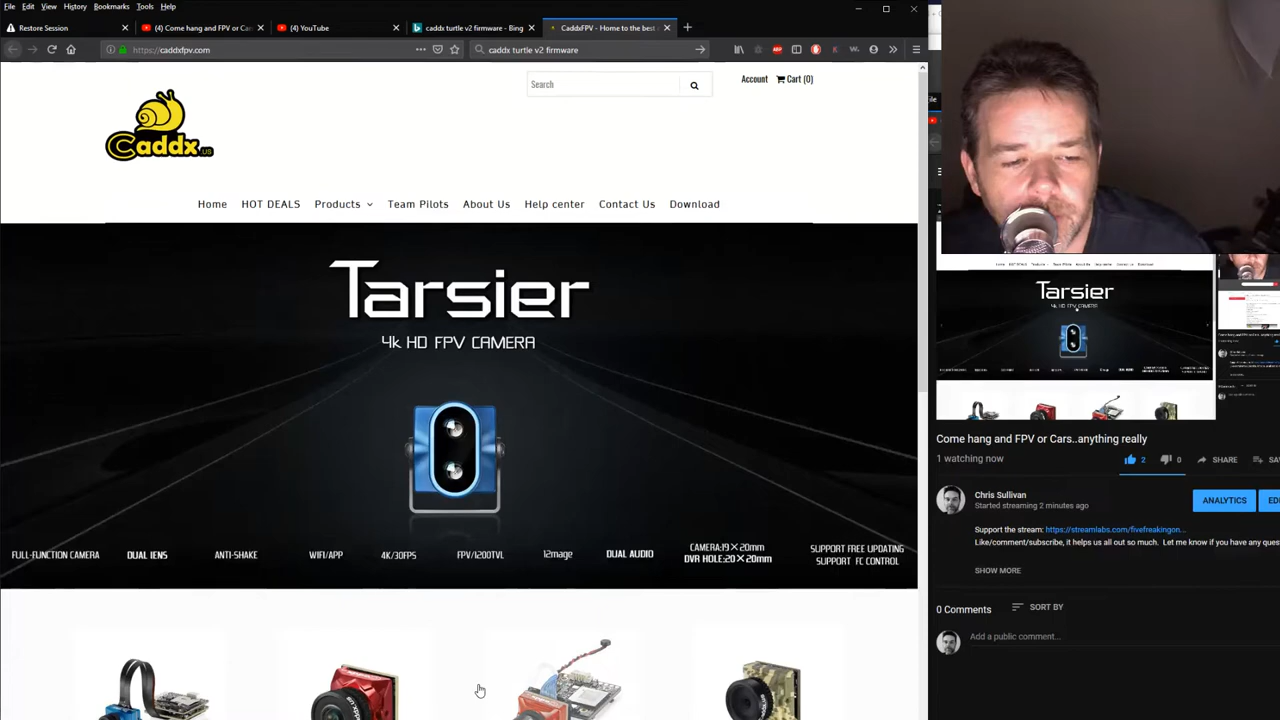 File Edit View History Bookmarks Tools Help
Restore Session
(4) Come hang and FPV or Ca
(4) YouTube
caddx turtle v2 firmware - Bing
CaddxFPV - Home to the best
https://caddxfpv.com
caddx turtle v2 firmware
Search
Account Cart (0)
Caddx.us
Home HOT DEALS Products Team Pilots About Us Help center Contact Us Download
Tarsier
4K HD FPV CAMERA
FULL-FUNCTION CAMERA DUAL lENS ANTI-SHAKE WIFI/APP 4K/30FPS FPV/1200TVL 12mage DUAL AUDIO
CAMERA:19×20mm
DVR HOLE:20×20mm
SUPPORT FREE UPDATING
SUPPORT FC CONTROL
Tarsier
4K HD FPV CAMERA
Come hang and FPV or Cars..anything really
1 watching now
2 0 SHARE SA
Chris Sullivan
Started streaming 2 minutes ago
ANALYTICS
Support the stream: https://streamlabs.com/fivefreakingon...
Like/comment/subscribe, it helps us all out so much. Let me know if you have any ques
SHOW MORE
0 Comments SORT BY
Add a public comment...